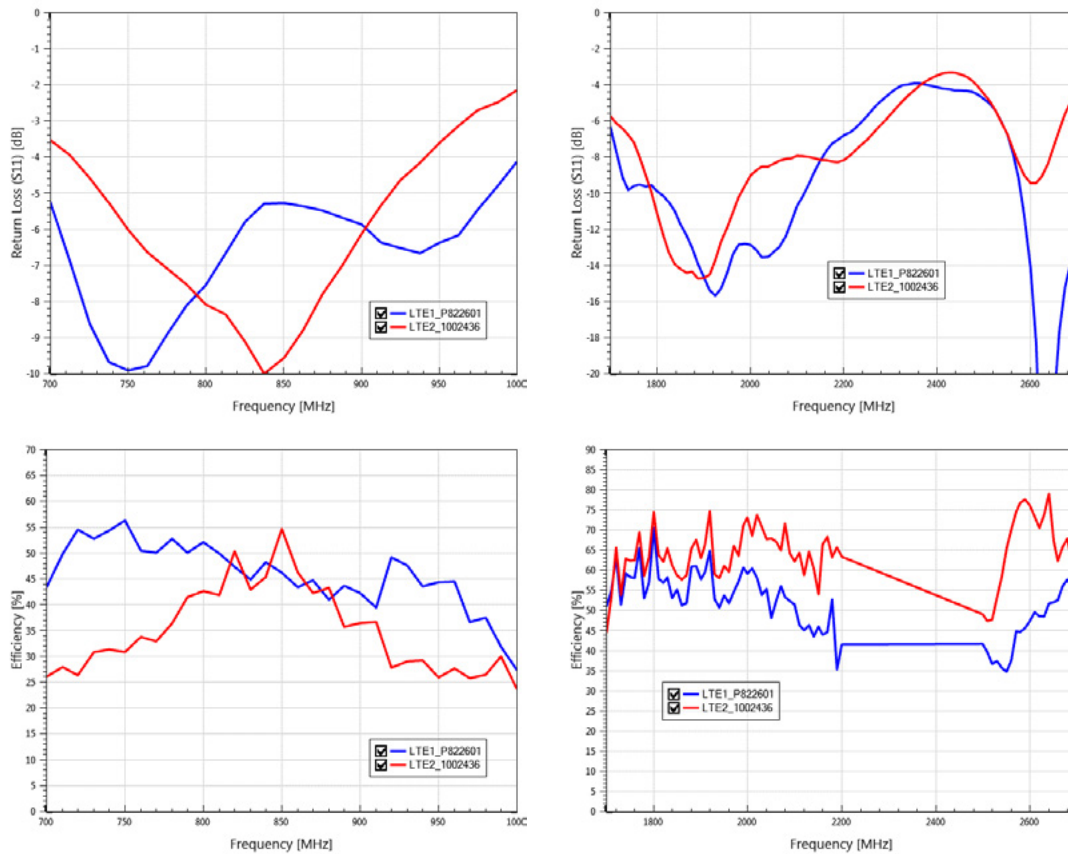 0
-1
-2
-3
-4
-5
-6
-7
-8
-9
-10
Return Loss (S11) [dB]
LTE1_P822601
LTE2_1002436
700 750 800 850 900 950 100C
Frequency [MHz]
0
-2
-4
-6
-8
-10
-12
-14
-16
-18
-20
Return Loss (S11) [dB]
LTE1_P822601
LTE2_1002436
1800 2000 2200 2400 2600
Frequency [MHz]
70
65
60
55
50
45
40
35
30
25
20
15
10
5
0
Efficiency [%]
LTE1_P822601
LTE2_1002436
700 750 800 850 900 950 100C
Frequency [MHz]
90
85
80
75
70
65
60
55
50
45
40
35
30
25
20
15
10
5
0
Efficiency [%]
LTE1_P822601
LTE2_1002436
1800 2000 2200 2400 2600
Frequency [MHz]